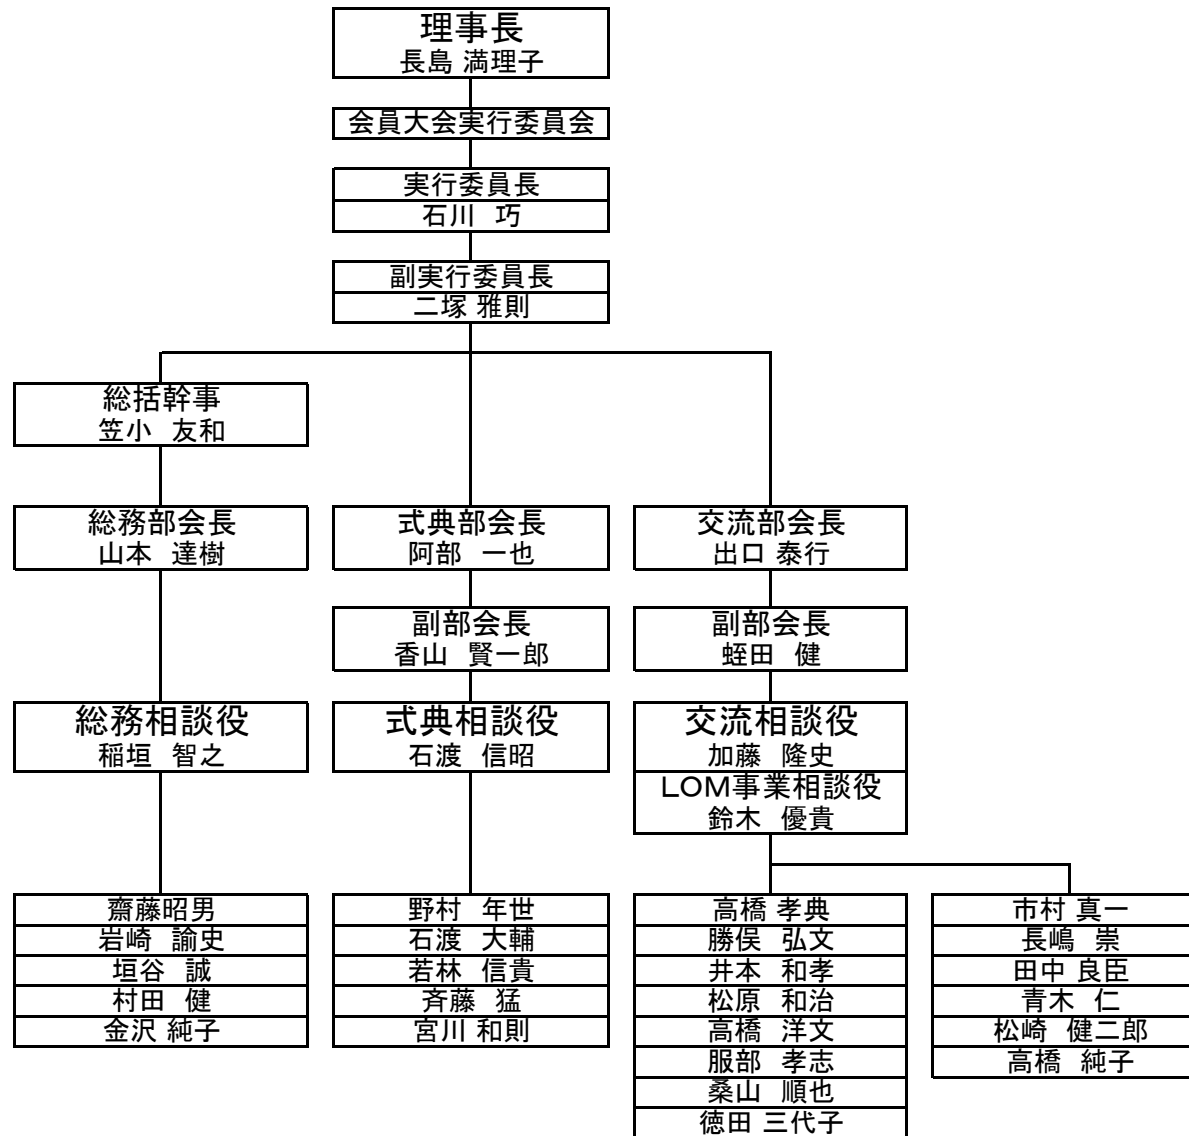 理事長
長島 満理子
会員大会実行委員会
実行委員長
石川 巧
副実行委員長
二塚 雅則
総括幹事
笠小 友和
総務部会長
山本 達樹
式典部会長
阿部 一也
交流部会長
出口 泰行
副部会長
香山 賢一郎
副部会長
蛭田 健
総務相談役
稲垣 智之
式典相談役
石渡 信昭
交流相談役
加藤 隆史
LOM事業相談役
鈴木 優貴
齋藤昭男
岩崎 諭史
垣谷 誠
村田 健
金沢 純子
野村 年世
石渡 大輔
若林 信貴
斉藤 猛
宮川 和則
高橋 孝典
勝俣 弘文
井本 和孝
松原 和治
高橋 洋文
服部 孝志
桑山 順也
徳田 三代子
市村 真一
長嶋 崇
田中 良臣
青木 仁
松崎 健二郎
高橋 純子